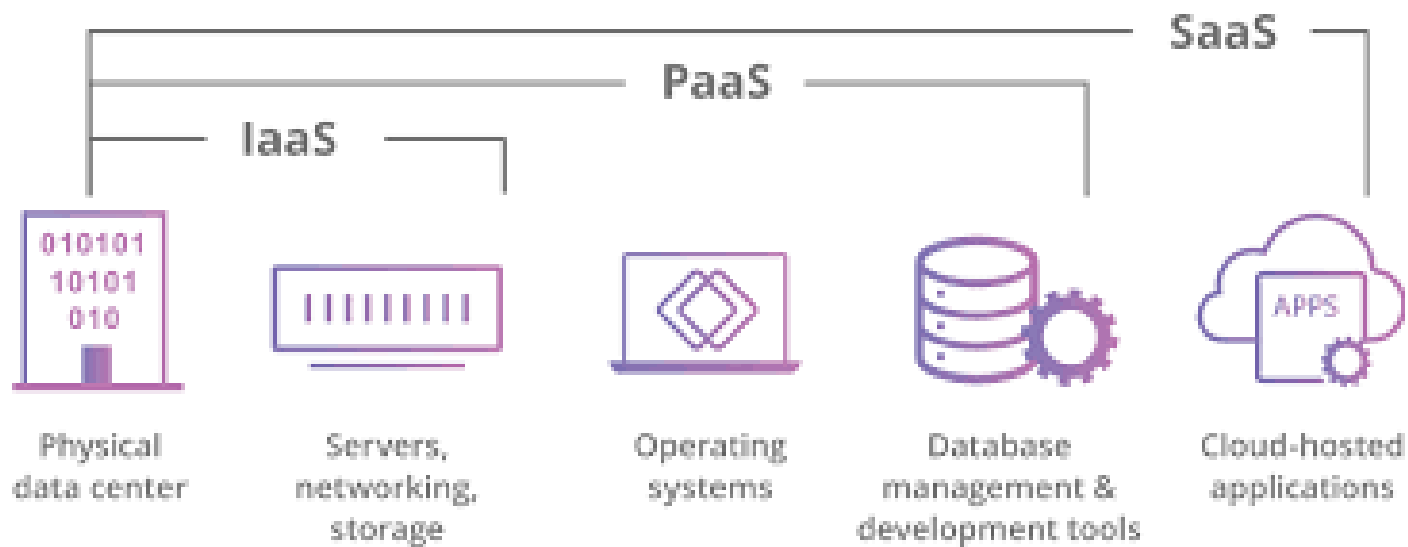 SaaS
PaaS
IaaS
010101
10101
010
APPS
Physical
data center
Servers,
networking,
storage
Operating
systems
Database
management &
development tools
Cloud-hosted
applications